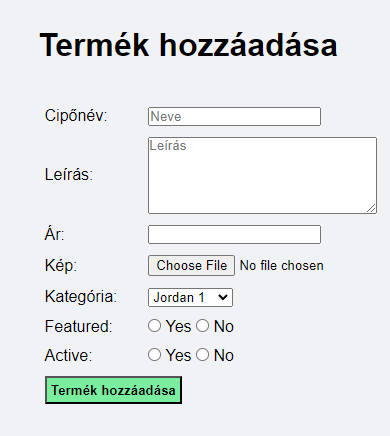 Termék hozzáadása
Cipőnév: Neve
Leírás: Leírás
Ár:
Kép: Choose File No file chosen
Kategória: Jordan 1
Featured: Yes No
Active: Yes No
Termék hozzáadása